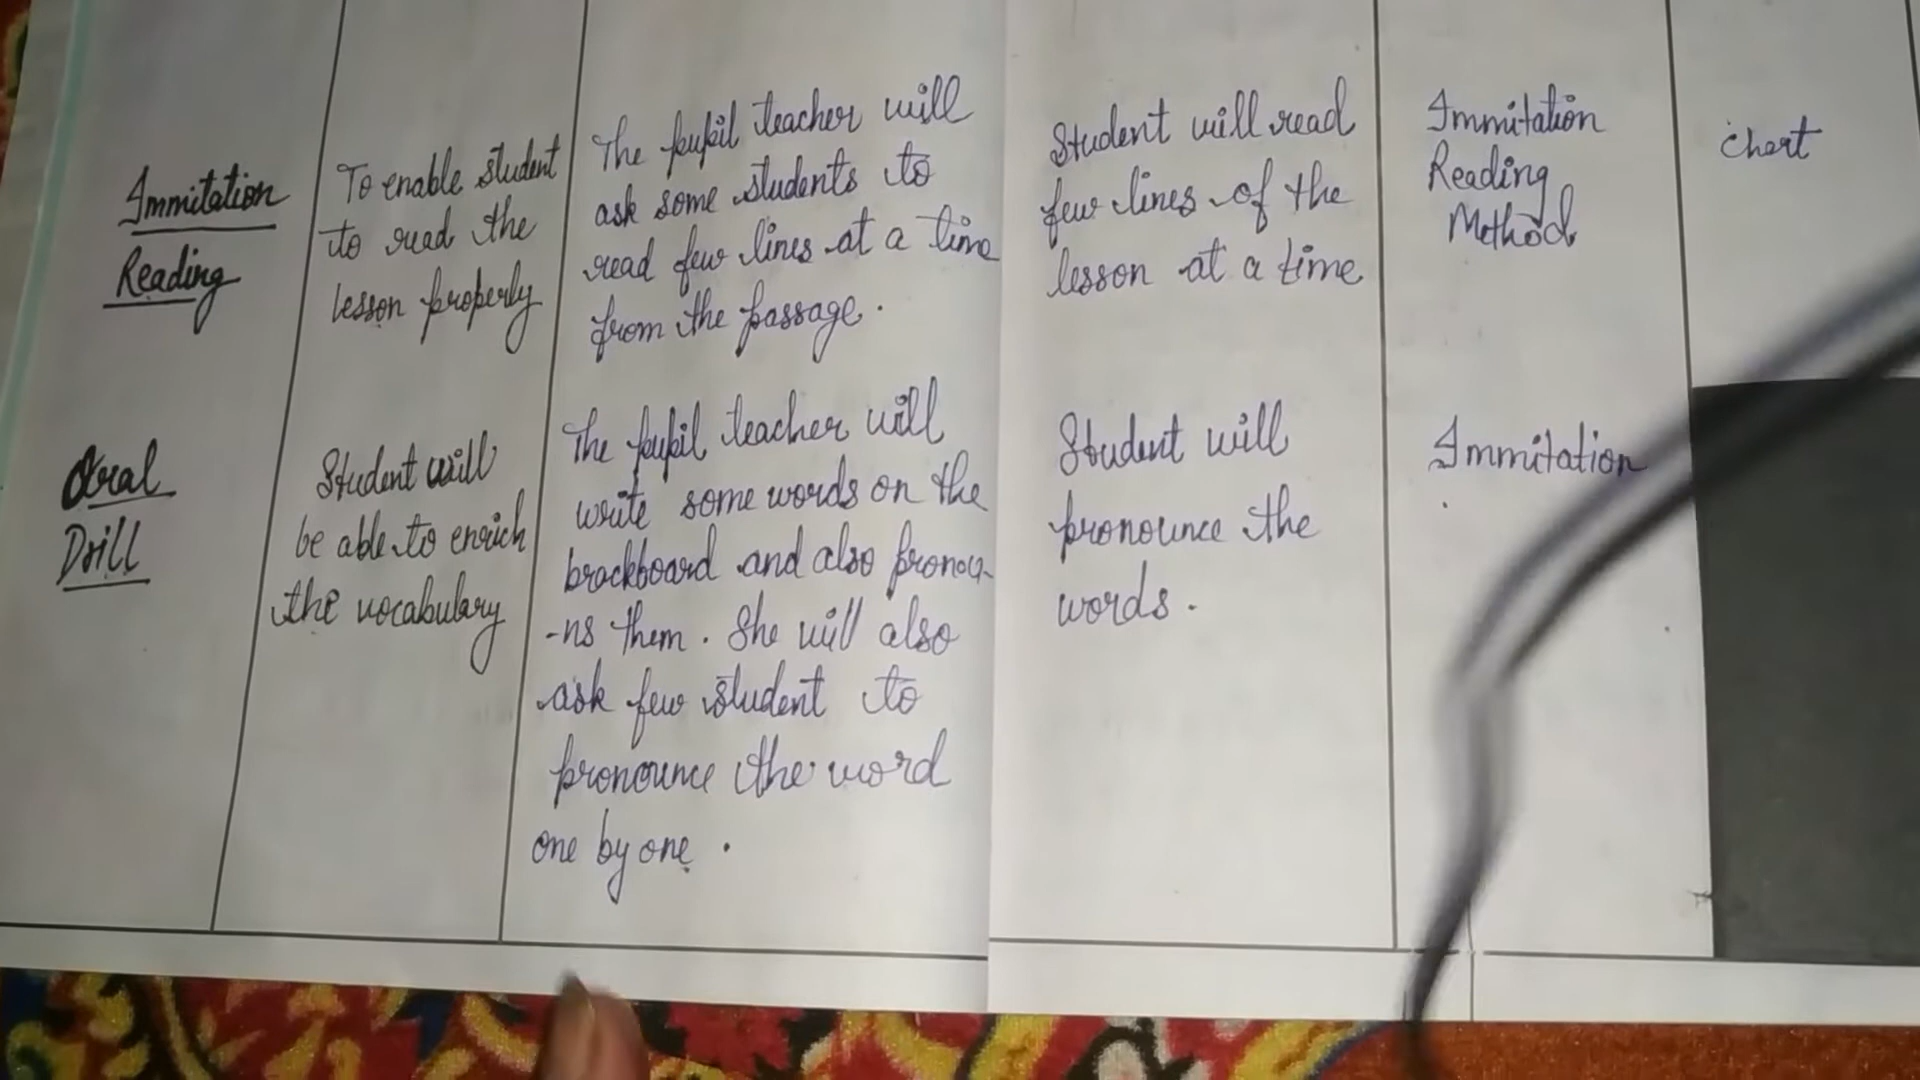 Immitation
Reading
To enable student
to read the
lesson properly
The pupil teacher will
ask some students to
read few lines at a time
from the passage.
Student will read
few lines of the
lesson at a time
Immitation
Reading
Method
chart
Oral
Drill
Student will
be able to enrich
the vocabulary
The pupil teacher will
write some words on the
brackboard and also pronou-
-ns them. She will also
ask few student to
pronounce the word
one by one.
Student will
pronounce the
words.
Immitation